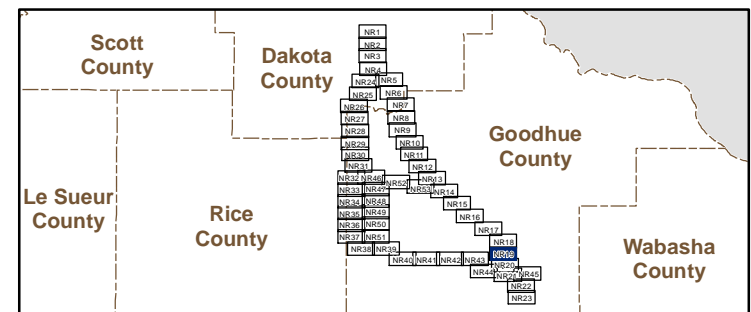 Scott
County
Dakota
County
Goodhue
County
Le Sueur
County
Rice
County
Wabasha
County
NR1
NR2
NR3
NR4
NR24 NR5
NR25 NR6
NR26 NR7
NR27 NR8
NR28 NR9
NR29 NR10
NR30 NR11
NR31 NR12
NR32 NR46 NR52 NR13
NR33 NR47 NR53 NR14
NR34 NR48 NR15
NR35 NR49 NR16
NR36 NR50 NR17
NR37 NR51 NR18
NR38 NR39 NR19
NR40 NR41 NR42 NR43 NR20
NR44 NR21 NR45
NR22
NR23